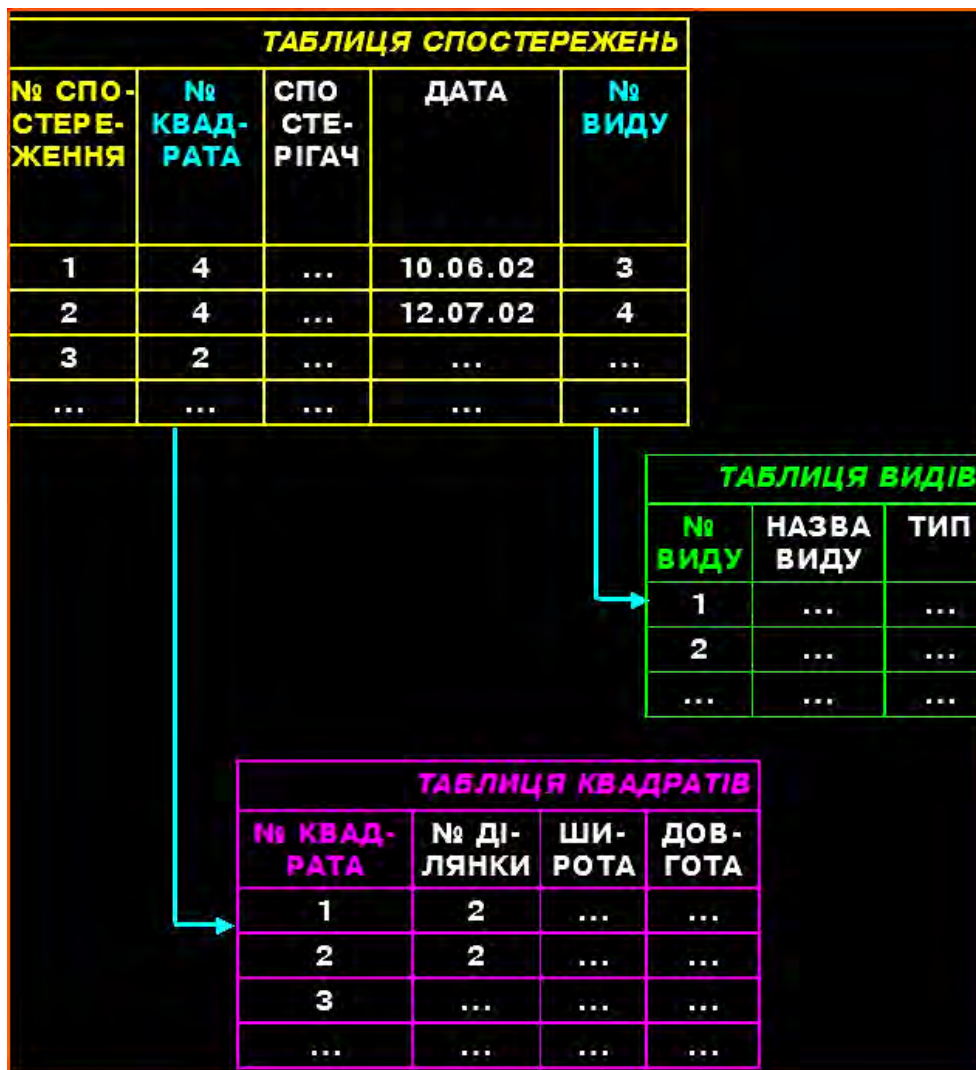 ТАБЛИЦЯ СПОСТЕРЕЖЕНЬ
№ СПО- № СПО ДАТА №
СТЕРЕ- КВАД- СТЕ- ВИДУ
ЖЕННЯ РАТА РІГАЧ
1 4 ... 10.06.02 3
2 4 ... 12.07.02 4
3 2 ... ... ...
... ... ... ... ...
ТАБЛИЦЯ ВИДІВ
№ НАЗВА ТИП
ВИДУ ВИДУ
1 ... ...
2 ... ...
... ... ...
ТАБЛИЦЯ КВАДРАТІВ
№ КВАД- № ДІ- ШИ- ДОВ-
РАТА ЛЯНКИ РОТА ГОТА
1 2 ... ...
2 2 ... ...
3 ... ... ...
... ... ... ...